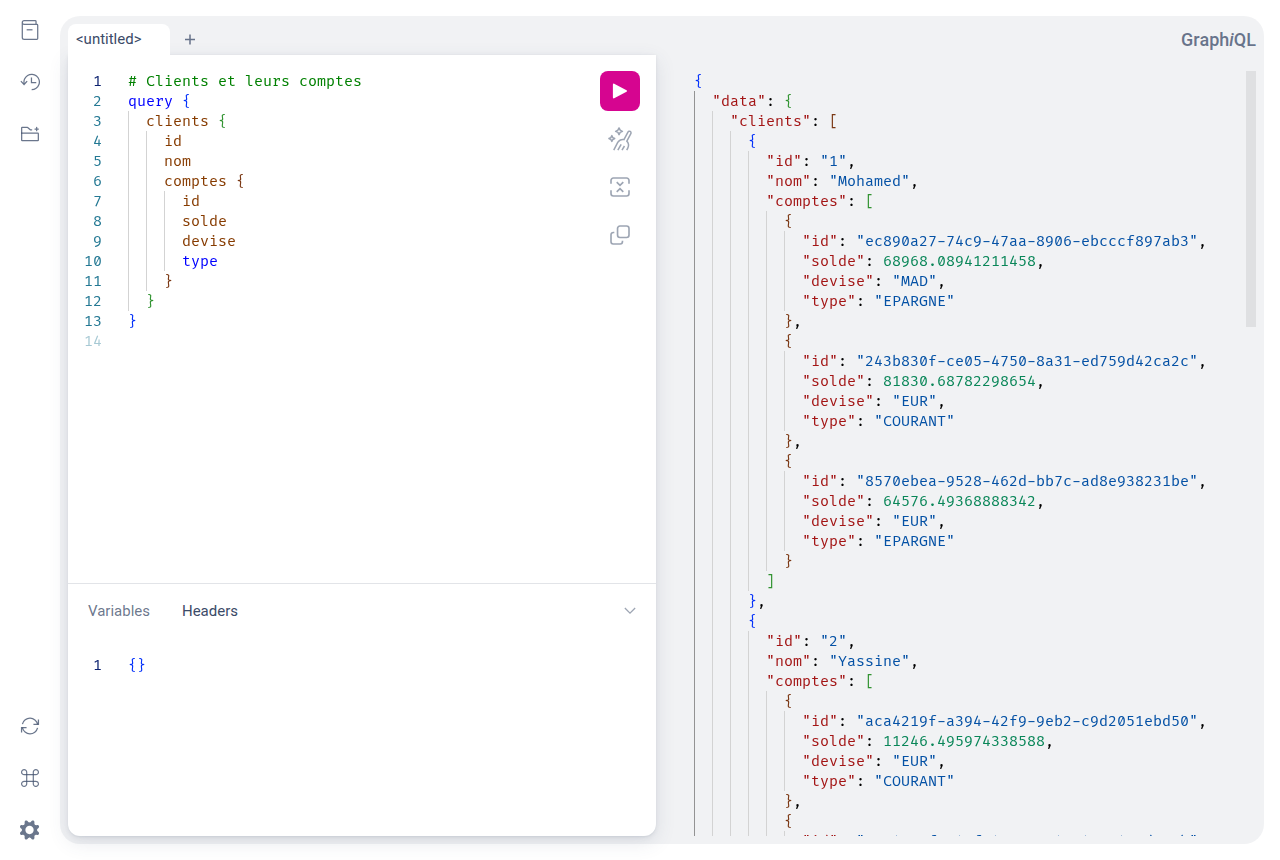 <untitled>
+
GraphiQL
1 # Clients et leurs comptes
2 query {
3 clients {
4 id
5 nom
6 comptes {
7 id
8 solde
9 devise
10 type
11 }
12 }
13 }
14
Variables Headers
1 {}
{
"data": {
"clients": [
{
"id": "1",
"nom": "Mohamed",
"comptes": [
{
"id": "ec890a27-74c9-47aa-8906-ebcccf897ab3",
"solde": 68968.08941211458,
"devise": "MAD",
"type": "EPARGNE"
},
{
"id": "243b830f-ce05-4750-8a31-ed759d42ca2c",
"solde": 81830.68782298654,
"devise": "EUR",
"type": "COURANT"
},
{
"id": "8570ebea-9528-462d-bb7c-ad8e938231be",
"solde": 64576.49368888342,
"devise": "EUR",
"type": "EPARGNE"
}
]
},
{
"id": "2",
"nom": "Yassine",
"comptes": [
{
"id": "aca4219f-a394-42f9-9eb2-c9d2051ebd50",
"solde": 11246.495974338588,
"devise": "EUR",
"type": "COURANT"
},
{